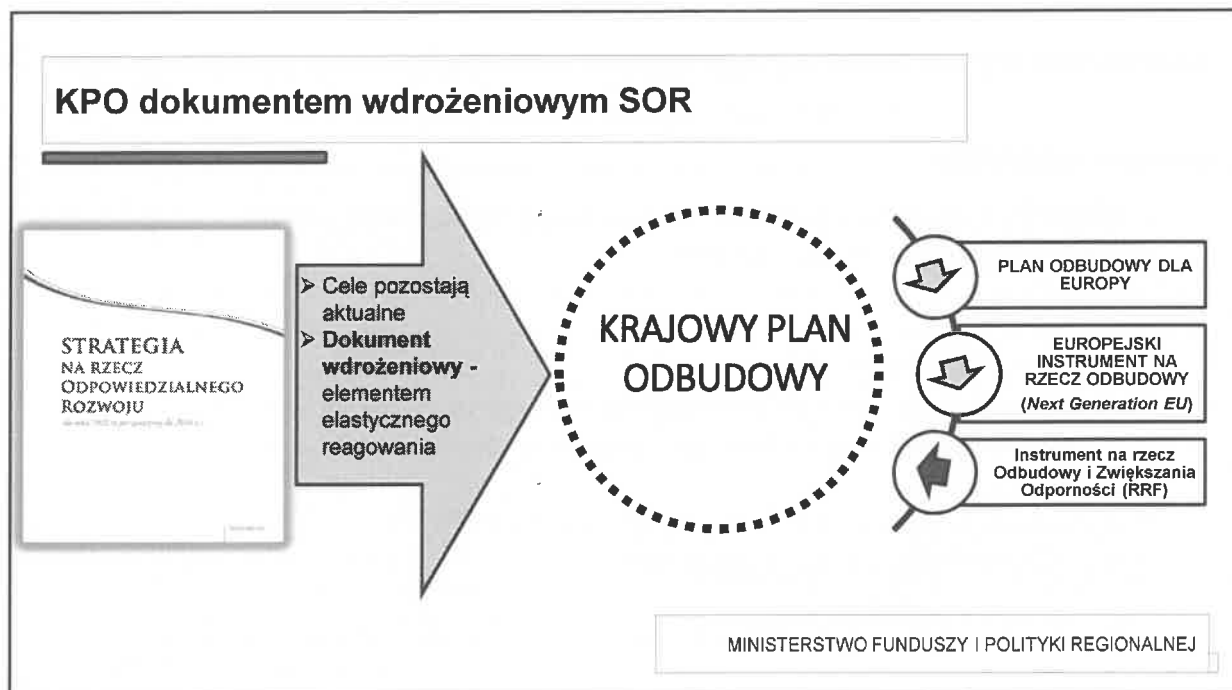 KPO dokumentem wdrożeniowym SOR
STRATEGIA
NA RZECZ
ODPOWIEDZIALNEGO
ROZWOJU
➢ Cele pozostają
aktualne
➢ Dokument
wdrożeniowy -
elementem
elastycznego
reagowania
KRAJOWY PLAN
ODBUDOWY
PLAN ODBUDOWY DLA
EUROPY
EUROPEJSKI
INSTRUMENT NA
RZECZ ODBUDOWY
(Next Generation EU)
Instrument na rzecz
Odbudowy i Zwiększania
Odporności (RRF)
MINISTERSTWO FUNDUSZY I POLITYKI REGIONALNEJ